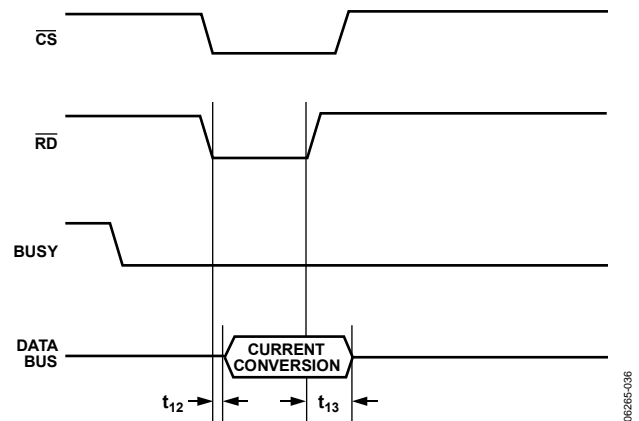 CS
RD
BUSY
DATA
BUS
CURRENT
CONVERSION
t12
t13
06265-036